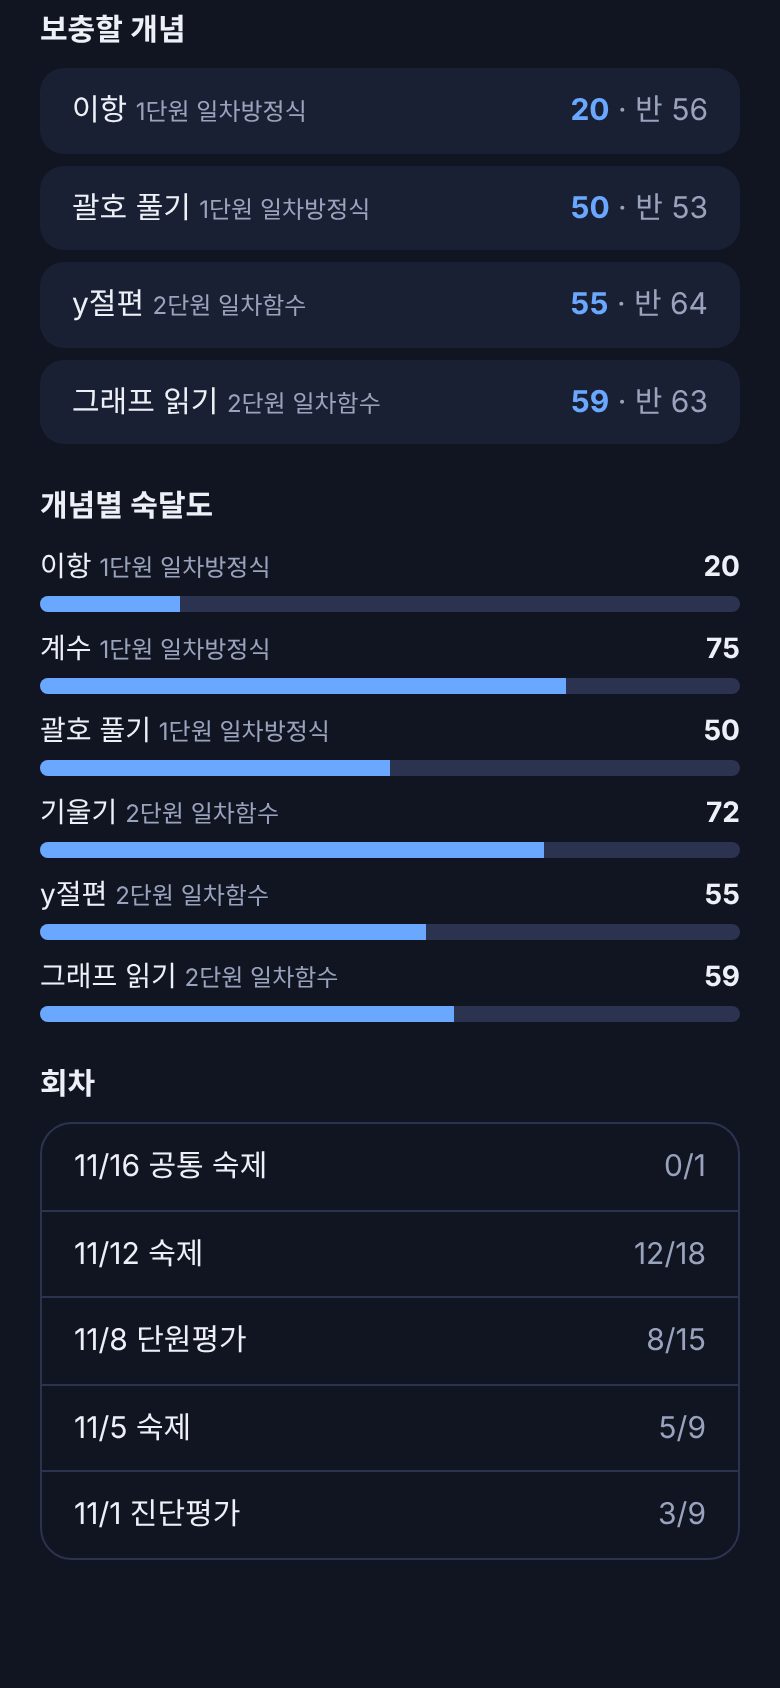 보충할 개념
이항 1단원 일차방정식 20 · 반 56
괄호 풀기 1단원 일차방정식 50 · 반 53
y절편 2단원 일차함수 55 · 반 64
그래프 읽기 2단원 일차함수 59 · 반 63
개념별 숙달도
이항 1단원 일차방정식 20
계수 1단원 일차방정식 75
괄호 풀기 1단원 일차방정식 50
기울기 2단원 일차함수 72
y절편 2단원 일차함수 55
그래프 읽기 2단원 일차함수 59
회차
11/16 공통 숙제 0/1
11/12 숙제 12/18
11/8 단원평가 8/15
11/5 숙제 5/9
11/1 진단평가 3/9